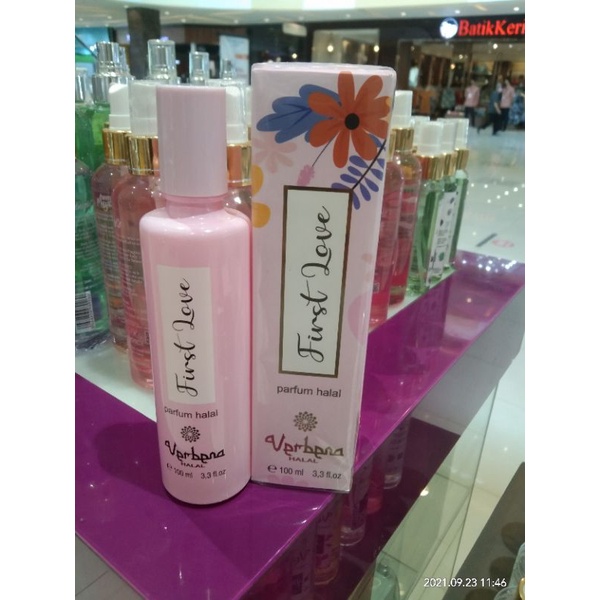 BatikKeri
First Love
parfum halal
Verbena
HALAL
e 100 ml 3,3 fl.oz
First Love
parfum halal
Verbena
HALAL
e 100 ml 3,3 fl.oz
2021.09.23 11:46